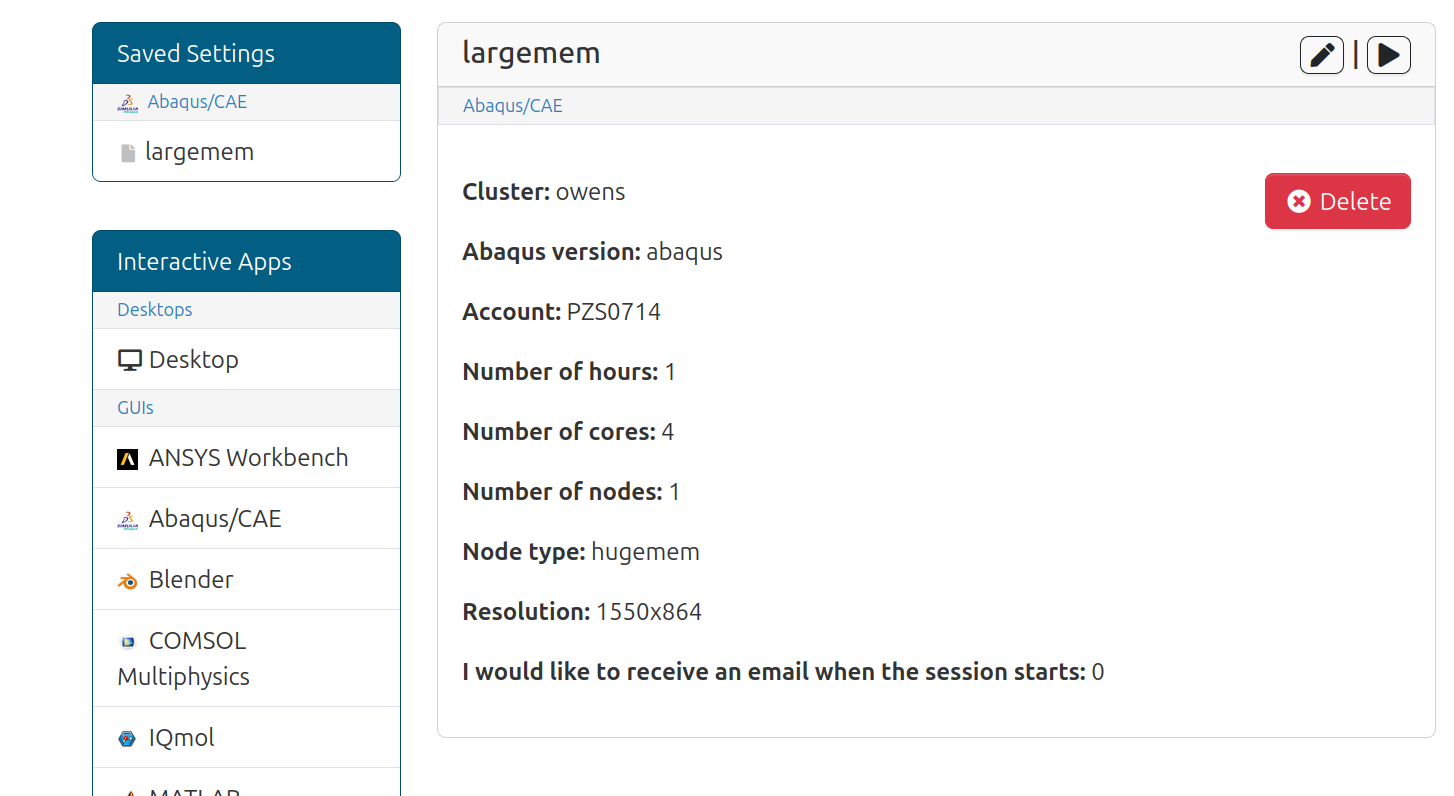 Saved Settings
Abaqus/CAE
largemem
Interactive Apps
Desktops
Desktop
GUIs
ANSYS Workbench
Abaqus/CAE
Blender
COMSOL
Multiphysics
IQmol
MATLAB
largemem
|
Abaqus/CAE
Cluster: owens
Delete
Abaqus version: abaqus
Account: PZS0714
Number of hours: 1
Number of cores: 4
Number of nodes: 1
Node type: hugemem
Resolution: 1550x864
I would like to receive an email when the session starts: 0